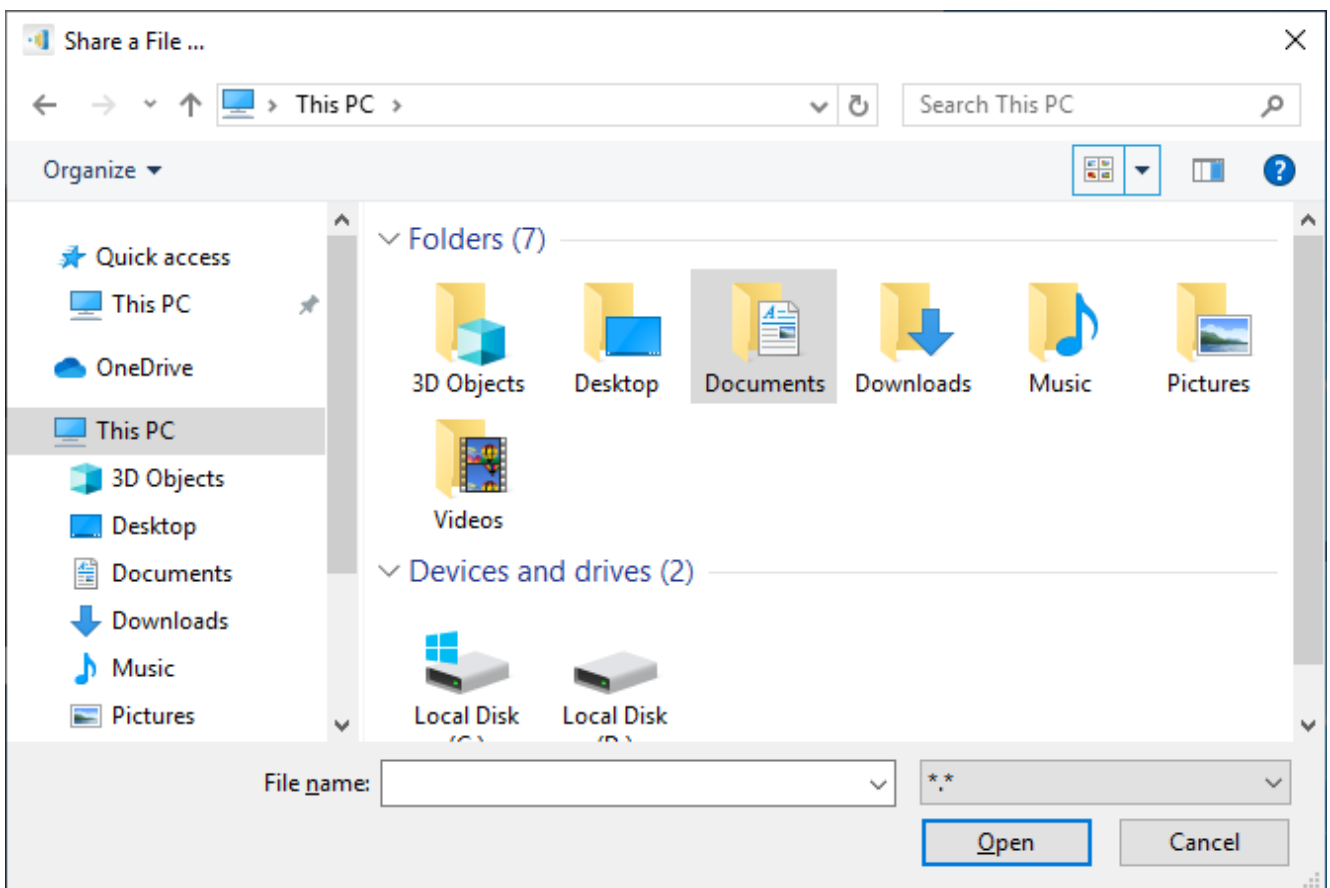 Share a File ...
This PC
Search This PC
Organize
Quick access
This PC
OneDrive
This PC
3D Objects
Desktop
Documents
Downloads
Music
Pictures
Folders (7)
3D Objects Desktop Documents Downloads Music Pictures
Videos
Devices and drives (2)
Local Disk Local Disk
File name:
*.*
Open Cancel